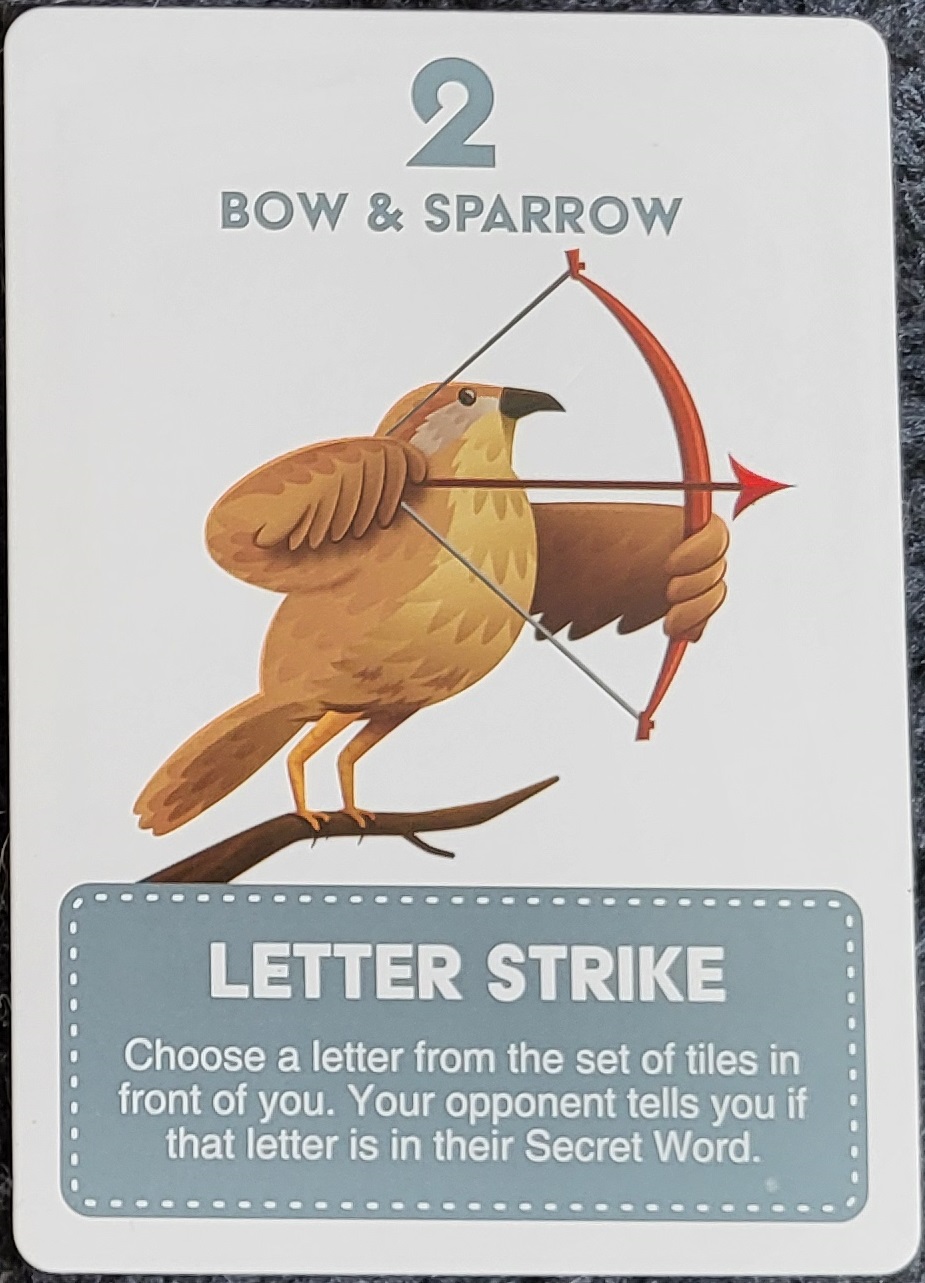 2
BOW & SPARROW
LETTER STRIKE
Choose a letter from the set of tiles in
front of you. Your opponent tells you if
that letter is in their Secret Word.